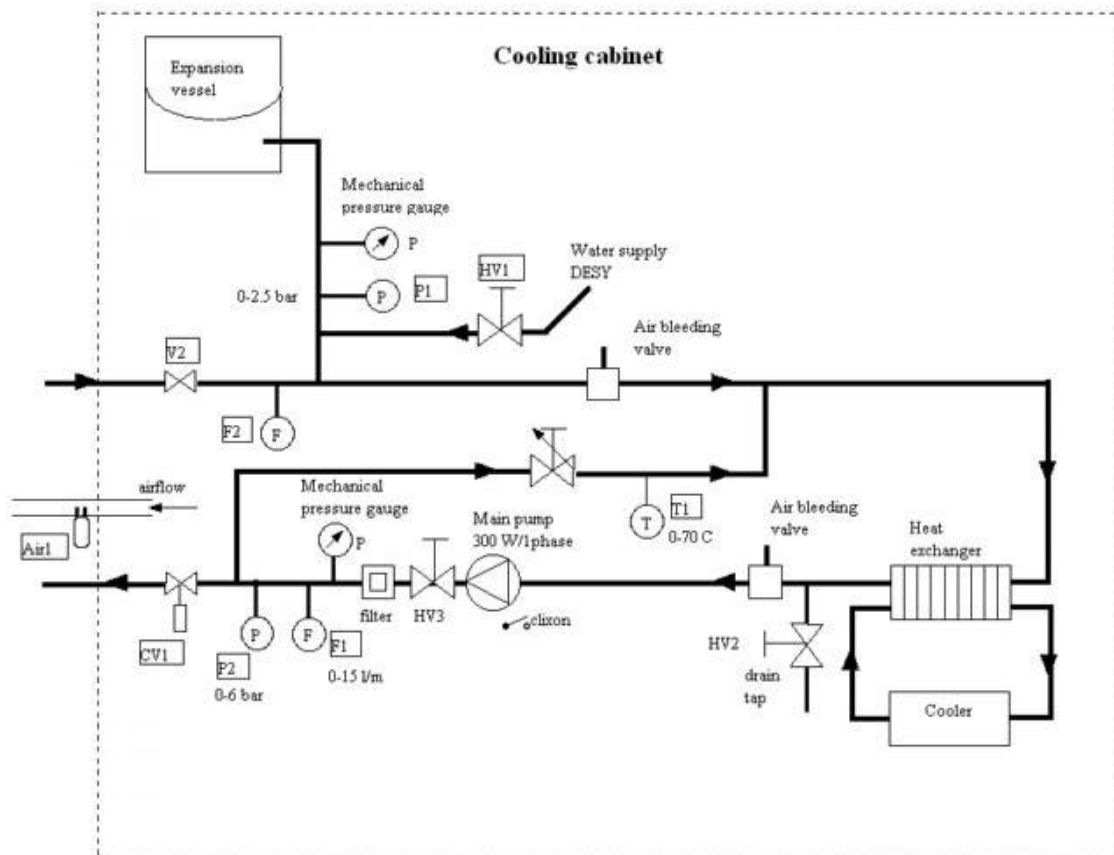 Cooling cabinet
Expansion
vessel
Mechanical
pressure gauge
P
HV1
Water supply
DESY
0-2.5 bar
P
P1
Air bleeding
valve
V2
F2
F
airflow
Mechanical
pressure gauge
Main pump
300 W/1phase
T
T1
0-70 C
Air bleeding
valve
Heat
exchanger
Air1
P
filter
HV3
clixon
CV1
P
F
P2
F1
0-6 bar
0-15 l/m
HV2
drain
tap
Cooler